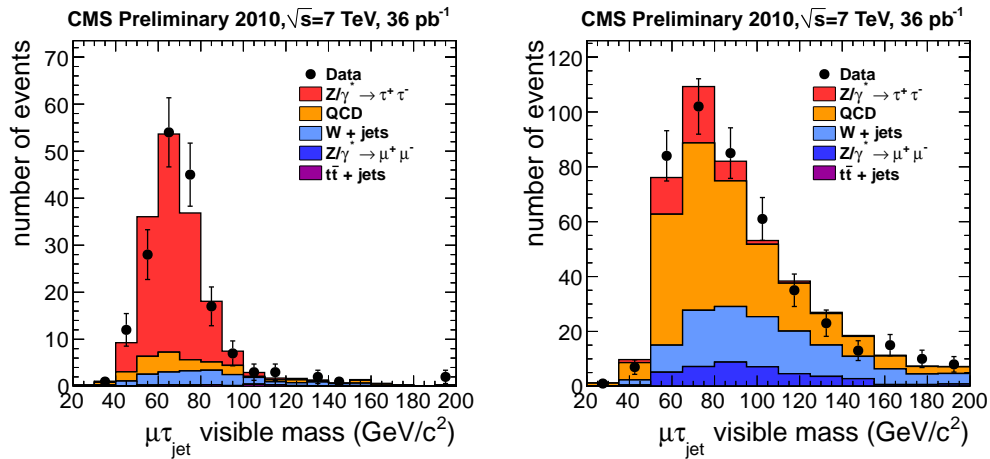 CMS Preliminary 2010,√s=7 TeV, 36 pb⁻¹
number of events
70
60
50
40
30
20
10
0
Data
Z/γ* → τ⁺ τ⁻
QCD
W + jets
Z/γ* → μ⁺ μ⁻
tt̄ + jets
20 40 60 80 100 120 140 160 180 200
μτjet visible mass (GeV/c²)
CMS Preliminary 2010,√s=7 TeV, 36 pb⁻¹
number of events
120
100
80
60
40
20
0
Data
Z/γ* → τ⁺ τ⁻
QCD
W + jets
Z/γ* → μ⁺ μ⁻
tt̄ + jets
20 40 60 80 100 120 140 160 180 200
μτjet visible mass (GeV/c²)